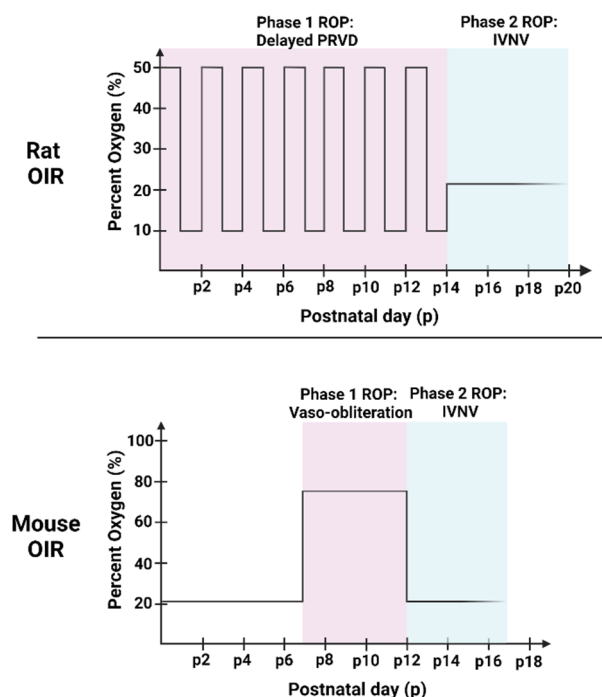 Phase 1 ROP:
Delayed PRVD
Phase 2 ROP:
IVNV
Rat
OIR
Percent Oxygen (%)
50
40
30
20
10
p2 p4 p6 p8 p10 p12 p14 p16 p18 p20
Postnatal day (p)
Phase 1 ROP:
Vaso-obliteration
Phase 2 ROP:
IVNV
Mouse
OIR
Percent Oxygen (%)
100
80
60
40
20
p2 p4 p6 p8 p10 p12 p14 p16 p18
Postnatal day (p)